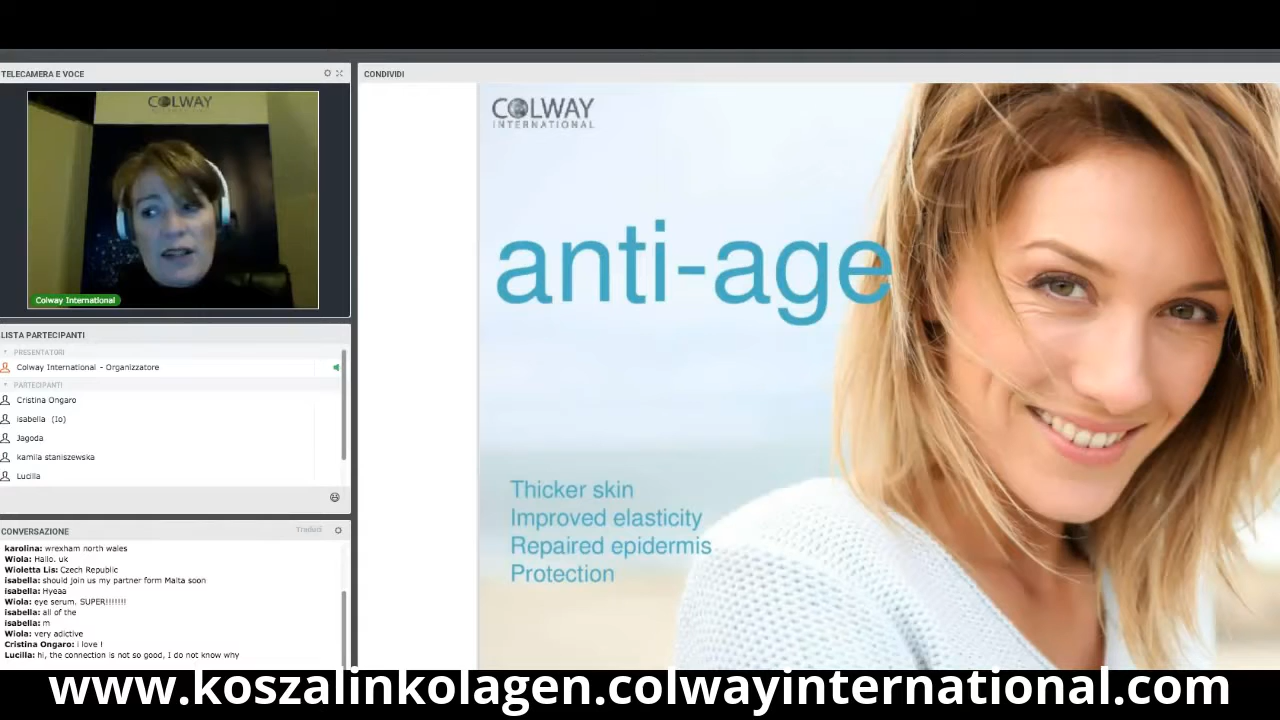 TELECAMERA E VOCE
COLWAY
Colway International
LISTA PARTECIPANTI
PRESENTATORI
Colway International - Organizzatore
PARTECIPANTI
Cristina Ongaro
isabella (Io)
Jagoda
kamila staniszewska
Lucilla
CONVERSAZIONE
Traduci
karolina: wrexham north wales
Wiola: Hallo. uk
Wioletta Lis: Czech Republic
isabella: should join us my partner form Malta soon
isabella: Hyeaa
Wiola: eye serum. SUPER!!!!!!!
isabella: all of the
isabella: m
Wiola: very adictive
Cristina Ongaro: i love !
Lucilla: hi, the connection is not so good, I do not know why
CONDIVIDI
COLWAY
INTERNATIONAL
anti-age
Thicker skin
Improved elasticity
Repaired epidermis
Protection
www.koszalinkolagen.colwayinternational.com